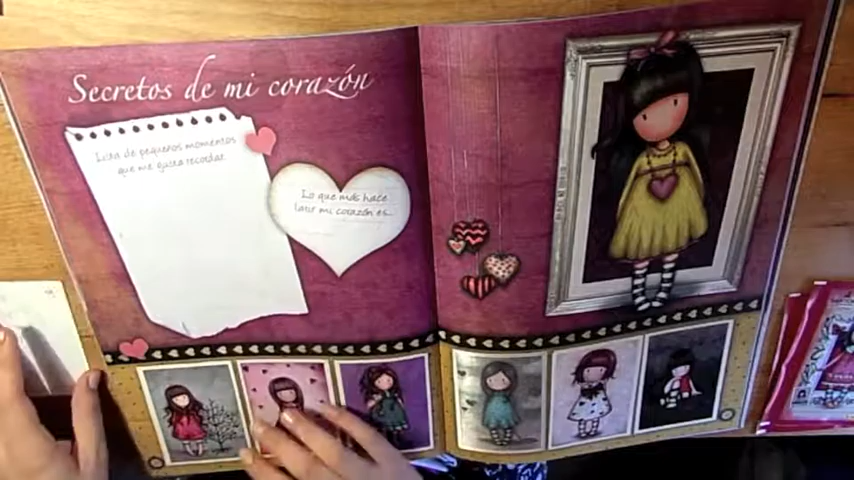 Secretos de mi corazón
Lista de pequeños momentos
que me gusta recordar.
Lo que más hace
latir mi corazón es...